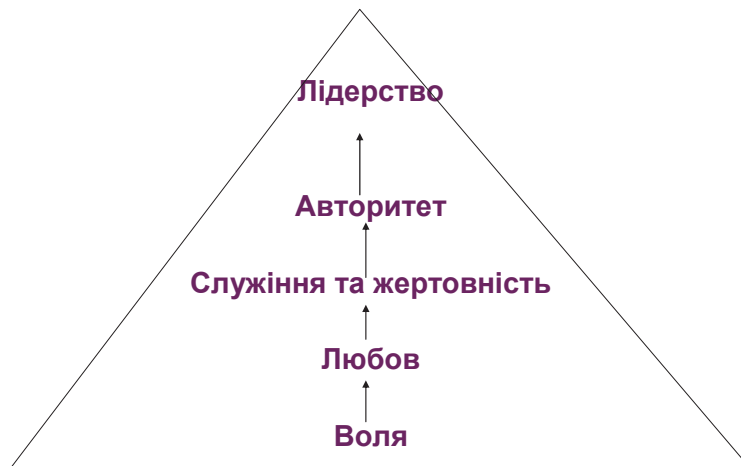 Лідерство
Авторитет
Служіння та жертовність
Любов
Воля